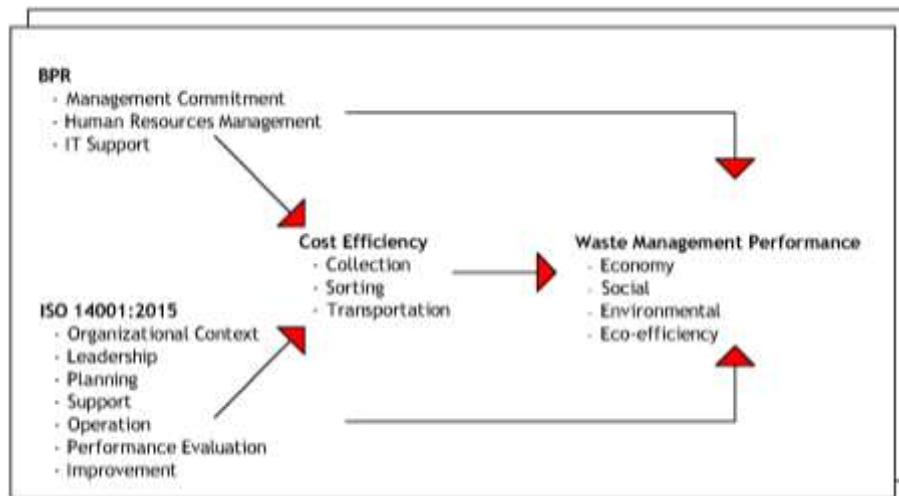 BPR
- Management Commitment
- Human Resources Management
- IT Support
Cost Efficiency
- Collection
- Sorting
- Transportation
Waste Management Performance
- Economy
- Social
- Environmental
- Eco-efficiency
ISO 14001:2015
- Organizational Context
- Leadership
- Planning
- Support
- Operation
- Performance Evaluation
- Improvement